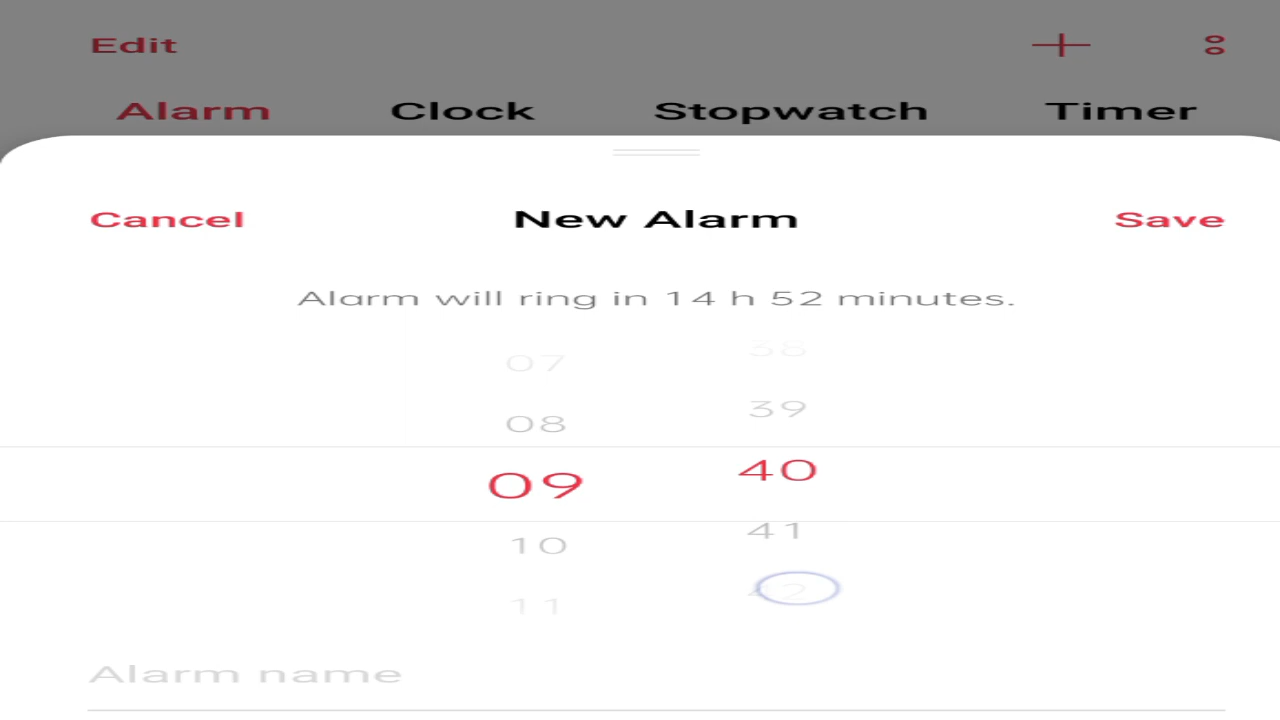 Edit
Alarm Clock Stopwatch Timer
Cancel New Alarm Save
Alarm will ring in 14 h 52 minutes.
07 38
08 39
09 40
10 41
11 42
Alarm name